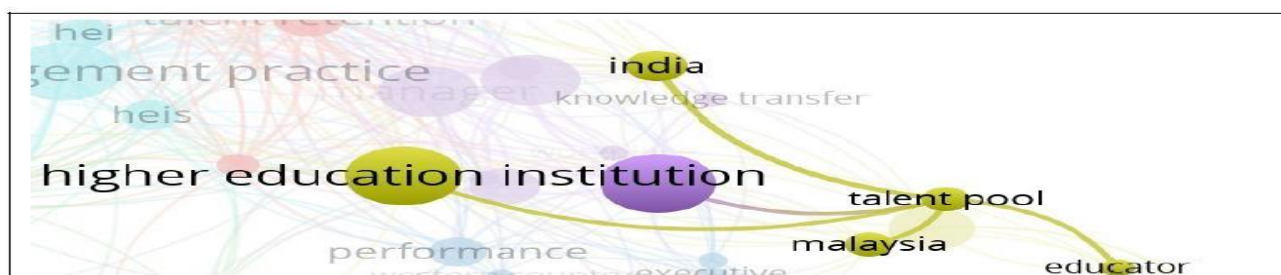 talent retention
hei
india
gement practice
manager
knowledge transfer
heis
higher education institution
talent pool
malaysia
performance
educator
executive